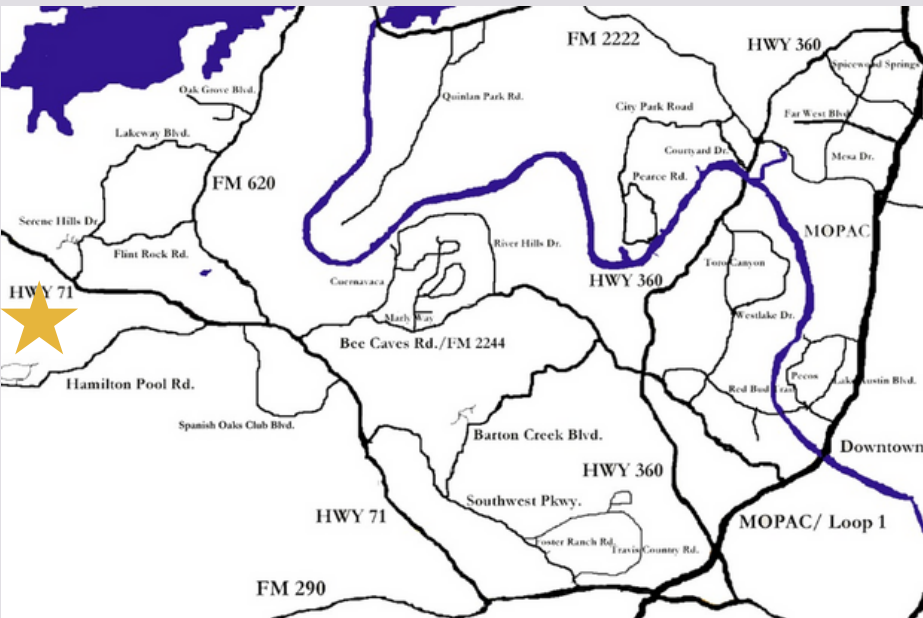 FM 2222
HWY 360
Spicewood Springs
Oak Grove Blvd.
Quinlan Park Rd.
City Park Road
Far West Blvd
Lakeway Blvd.
Courtyard Dr.
Mesa Dr.
FM 620
Pearce Rd.
Serene Hills Dr.
MOPAC
Flint Rock Rd.
River Hills Dr.
Toro Canyon
HWY 71
Cuernavaca
HWY 360
Marly Way
Westlake Dr.
Bee Caves Rd./FM 2244
Hamilton Pool Rd.
Pecos
Lake Austin Blvd.
Red Bud Trail
Spanish Oaks Club Blvd.
Barton Creek Blvd.
Downtown
HWY 360
Southwest Pkwy.
HWY 71
MOPAC/ Loop 1
Foster Ranch Rd.
Travis Country Rd.
FM 290